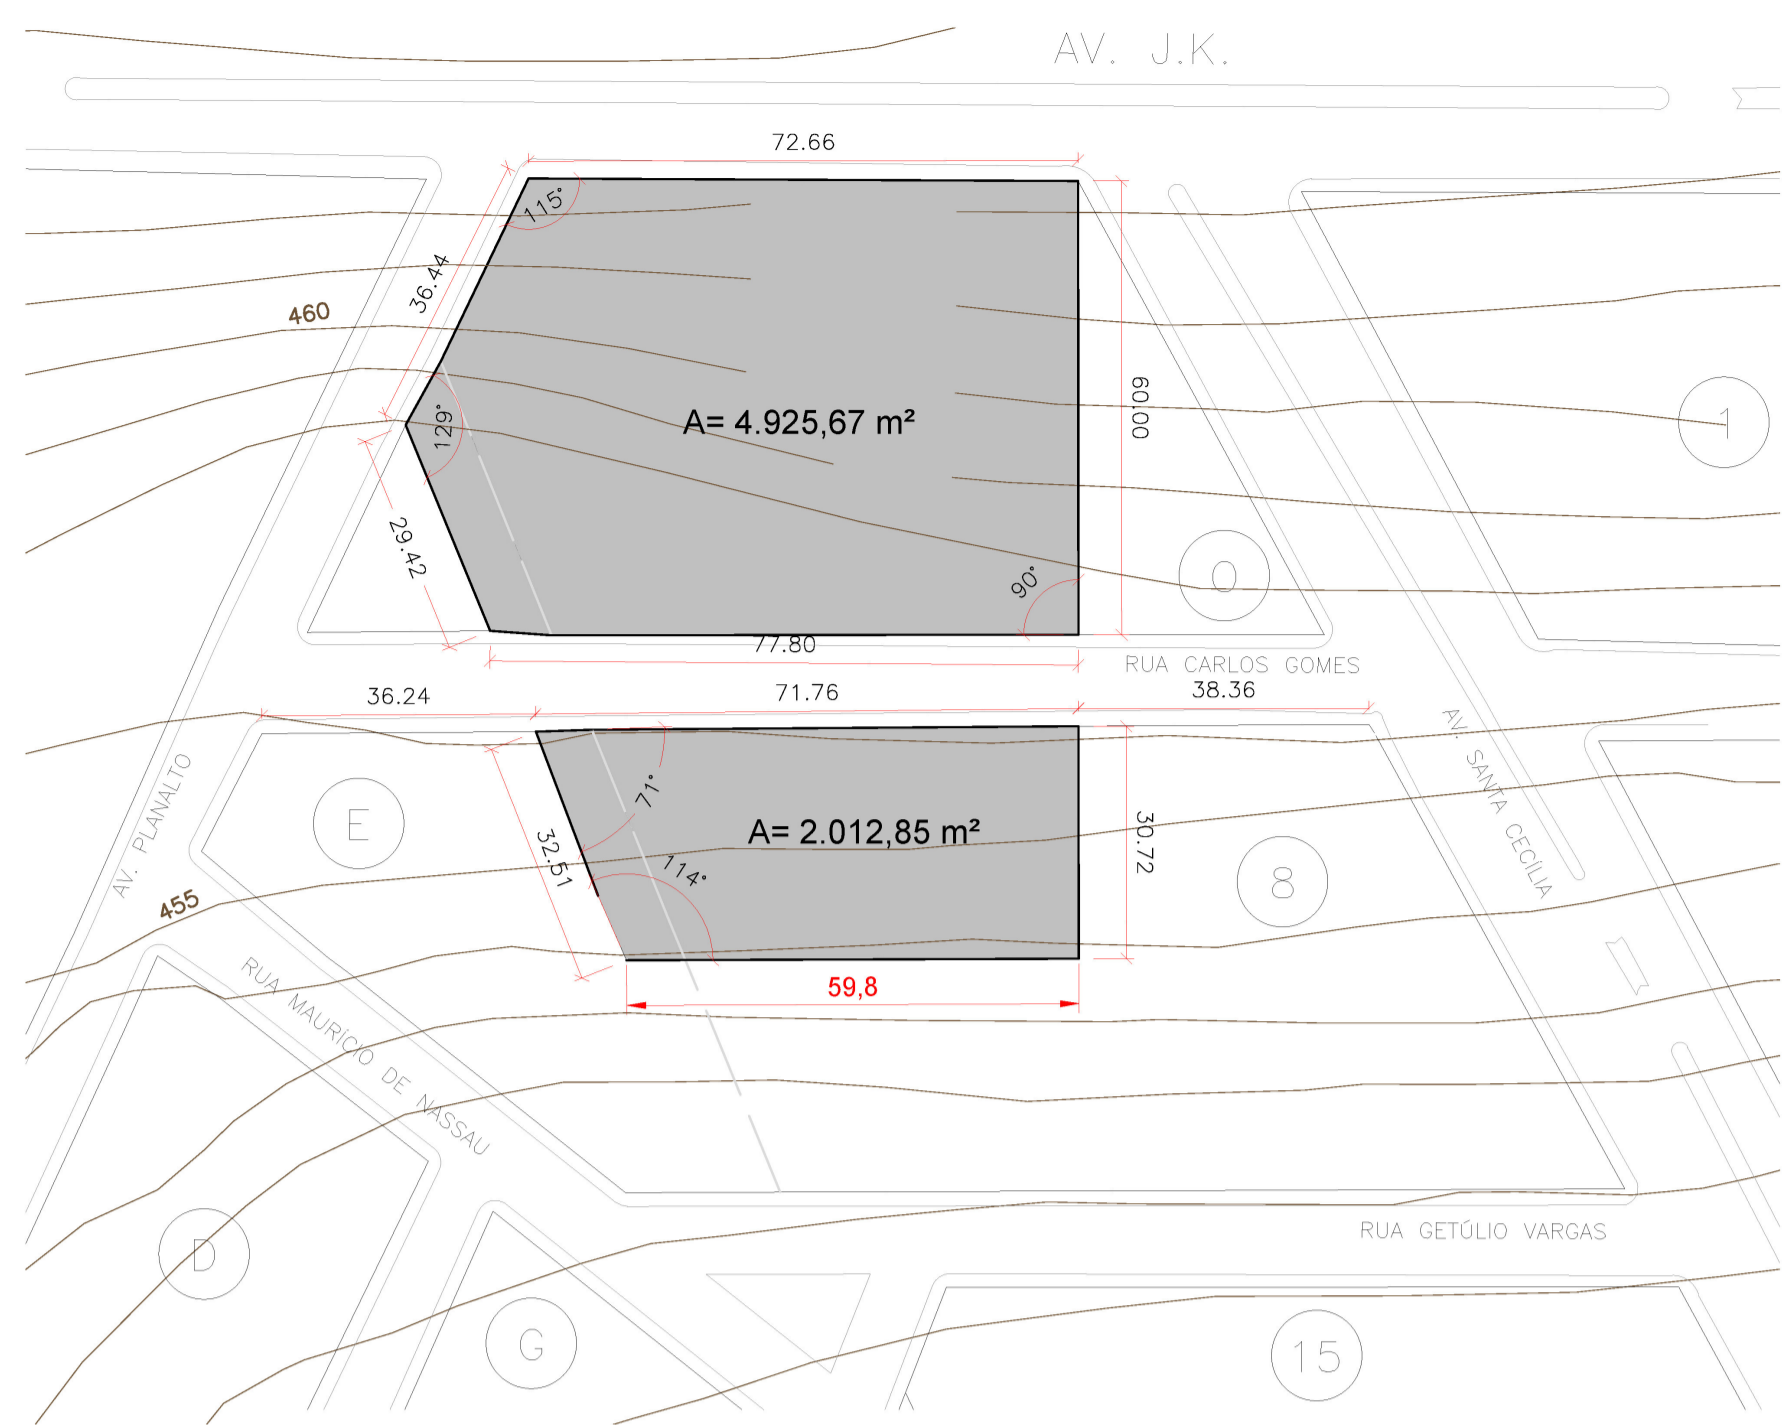 AV. J.K.
72.66
115°
36.44
460
129°
A= 4.925,67 m²
60.00
1
29.42
90°
0
77.80
RUA CARLOS GOMES
36.24
71.76
38.36
AV. PLANALTO
AV. SANTA CECÍLIA
E
71°
A= 2.012,85 m²
32.51
30.72
114°
8
455
59,8
RUA MAURÍCIO DE NASSAU
RUA GETÚLIO VARGAS
D
G
15